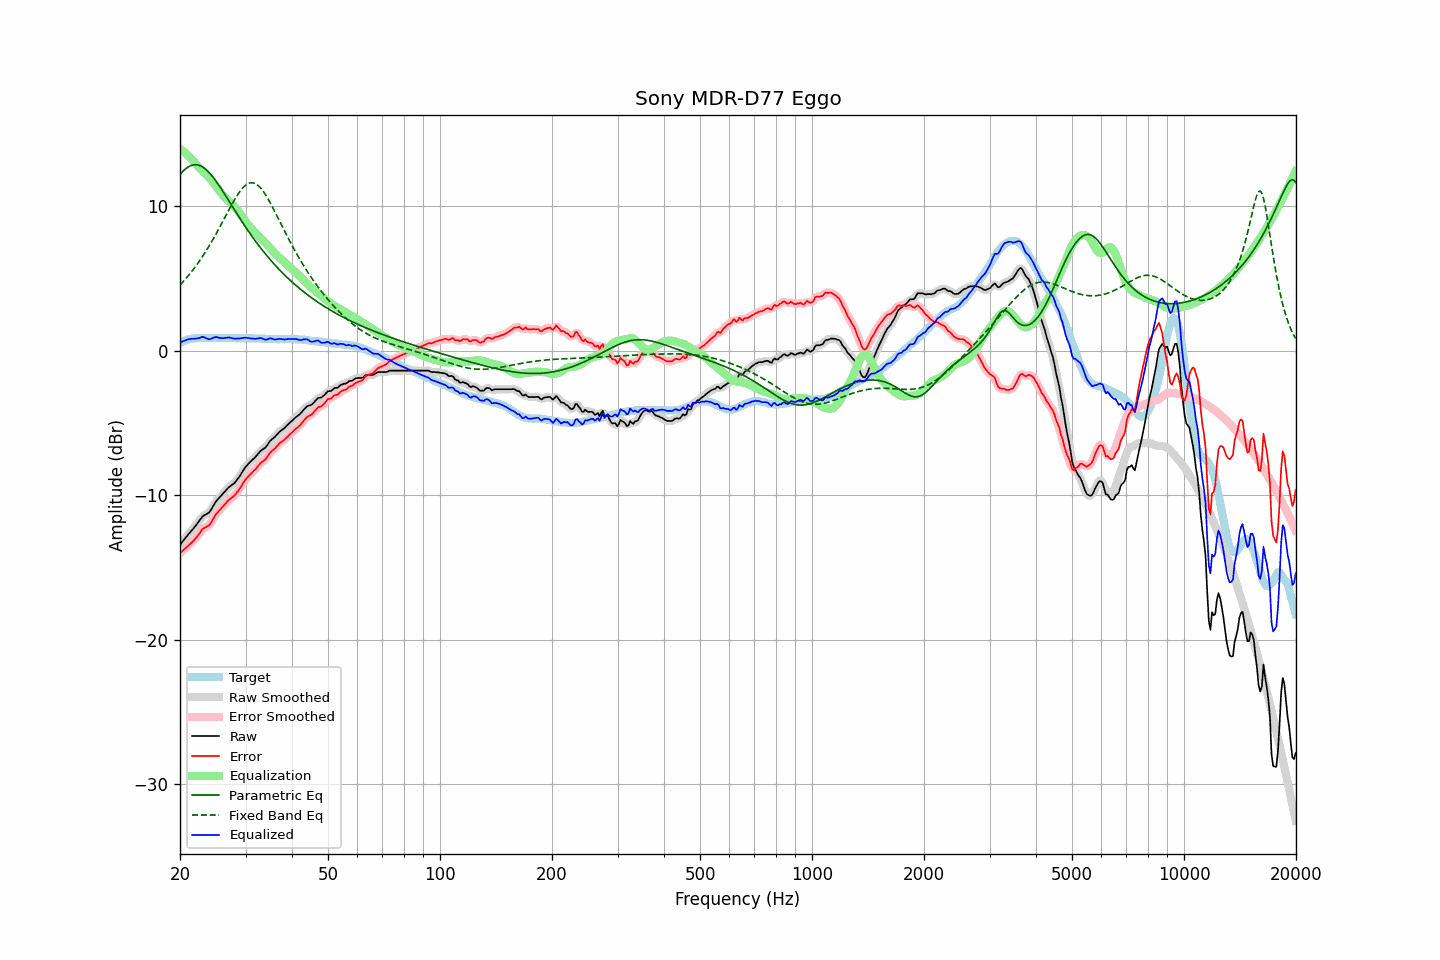 Sony MDR-D77 Eggo
10
0
−10
−20
−30
Amplitude (dBr)
Target
Raw Smoothed
Error Smoothed
Raw
Error
Equalization
Parametric Eq
Fixed Band Eq
Equalized
20 50 100 200 500 1000 2000 5000 10000 20000
Frequency (Hz)